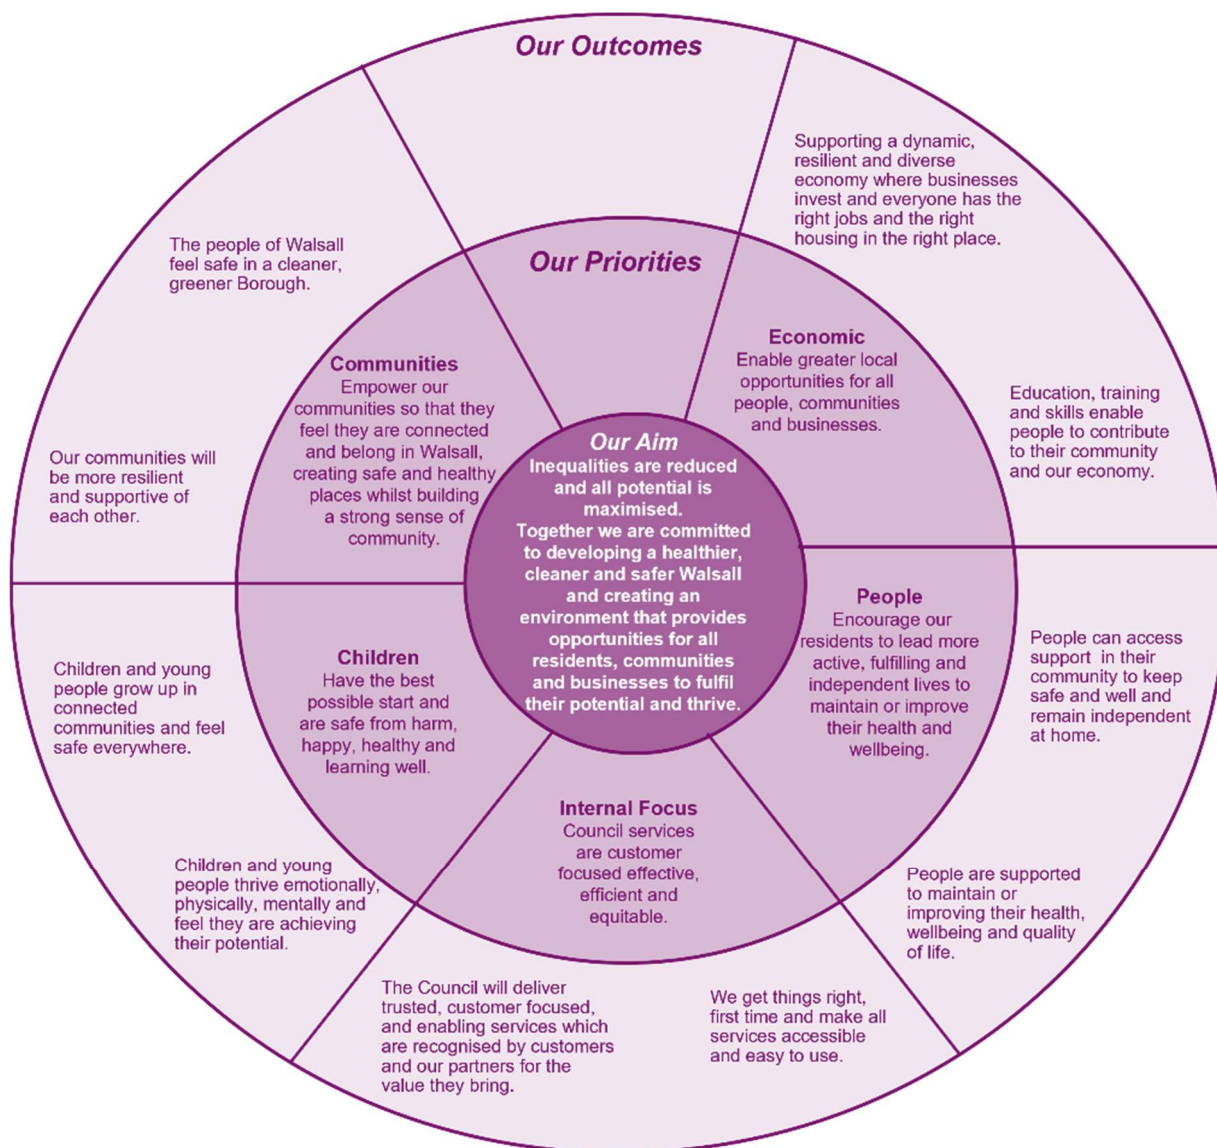 Our Outcomes
Supporting a dynamic,
resilient and diverse
economy where businesses
invest and everyone has the
right jobs and the right
housing in the right place.
Education, training
and skills enable
people to contribute
to their community
and our economy.
People can access
support in their
community to keep
safe and well and
remain independent
at home.
People are supported
to maintain or
improving their health,
wellbeing and quality
of life.
We get things right,
first time and make all
services accessible
and easy to use.
The Council will deliver
trusted, customer focused,
and enabling services which
are recognised by customers
and our partners for the
value they bring.
Children and young
people thrive emotionally,
physically, mentally and
feel they are achieving
their potential.
Children and young
people grow up in
connected
communities and feel
safe everywhere.
Our communities will
be more resilient
and supportive of
each other.
The people of Walsall
feel safe in a cleaner,
greener Borough.
Our Priorities
Economic
Enable greater local
opportunities for all
people, communities
and businesses.
People
Encourage our
residents to lead more
active, fulfilling and
independent lives to
maintain or improve
their health and
wellbeing.
Internal Focus
Council services
are customer
focused effective,
efficient and
equitable.
Children
Have the best
possible start and
are safe from harm,
happy, healthy and
learning well.
Communities
Empower our
communities so that they
feel they are connected
and belong in Walsall,
creating safe and healthy
places whilst building
a strong sense of
community.
Our Aim
Inequalities are reduced
and all potential is
maximised.
Together we are committed
to developing a healthier,
cleaner and safer Walsall
and creating an
environment that provides
opportunities for all
residents, communities
and businesses to fulfil
their potential and thrive.